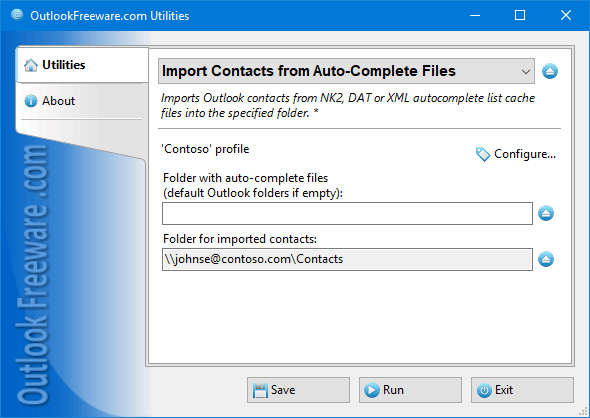 OutlookFreeware.com Utilities
Utilities
About
Outlook Freeware .com
Import Contacts from Auto-Complete Files
Imports Outlook contacts from NK2, DAT or XML autocomplete list cache
files into the specified folder. *
'Contoso' profile
Configure...
Folder with auto-complete files
(default Outlook folders if empty):
Folder for imported contacts:
\\johnse@contoso.com\Contacts
Save
Run
Exit